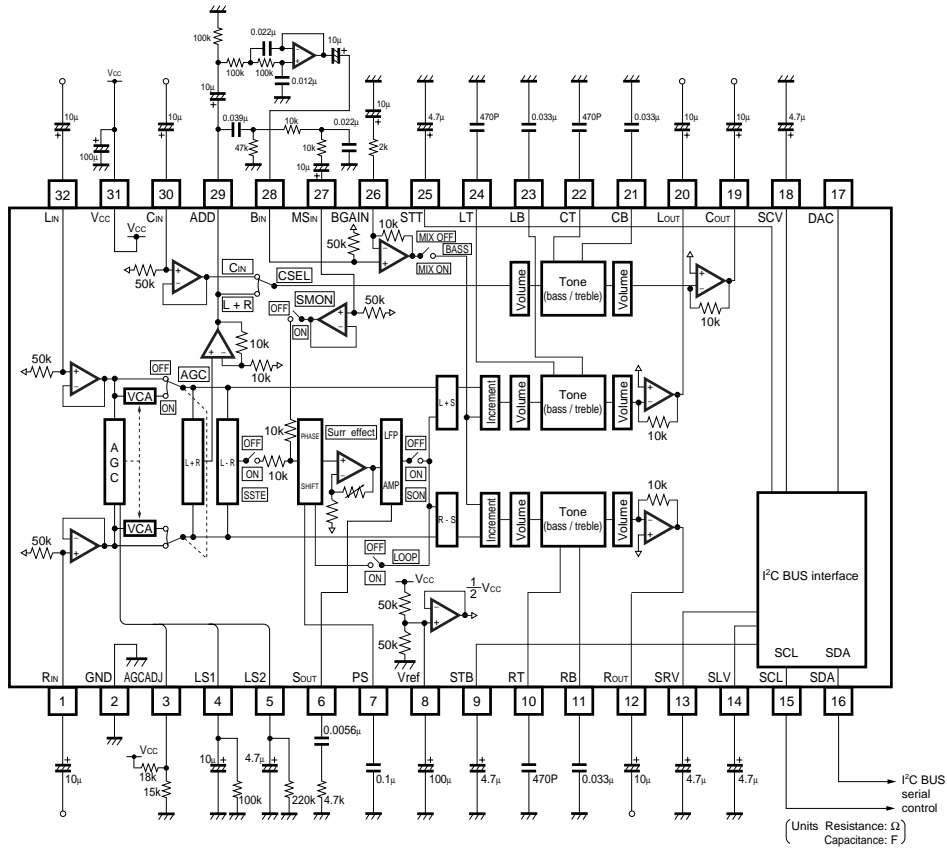 100k
0.022μ
10μ
100k
100k
0.012μ
10μ
Vcc
100μ
10μ
10μ
0.039μ
47k
10k
10k
10μ
0.022μ
10μ
2k
4.7μ
470P
0.033μ
470P
0.033μ
10μ
10μ
4.7μ
32
31
30
29
28
27
26
25
24
23
22
21
20
19
18
17
LIN
VCC
CIN
ADD
BIN
MSIN
BGAIN
STT
LT
LB
CT
CB
LOUT
COUT
SCV
DAC
VCC
50k
CIN
L + R
CSEL
50k
10k
MIX OFF
BASS
MIX ON
OFF
SMON
ON
50k
10k
10k
Volume
Tone
(bass / treble)
Volume
10k
50k
OFF
AGC
ON
VCA
AGC
L+R
L - R
10k
OFF
ON
SSTE
10k
PHASE
SHIFT
Surr effect
LFP
AMP
OFF
ON
SON
L + S
Increment
Volume
Tone
(bass / treble)
Volume
10k
VCA
50k
OFF
LOOP
ON
R - S
Increment
Volume
Tone
(bass / treble)
Volume
10k
VCC
50k
50k
1/2 VCC
I²C BUS interface
SCL
SDA
RIN
GND
AGCADJ
LS1
LS2
SOUT
PS
Vref
STB
RT
RB
ROUT
SRV
SLV
SCL
SDA
1
2
3
4
5
6
7
8
9
10
11
12
13
14
15
16
10μ
VCC
18k
15k
10μ
100k
4.7μ
220k
0.0056μ
4.7k
0.1μ
100μ
4.7μ
470P
0.033μ
10μ
4.7μ
4.7μ
I²C BUS
serial
control
(Units Resistance: Ω
Capacitance: F)